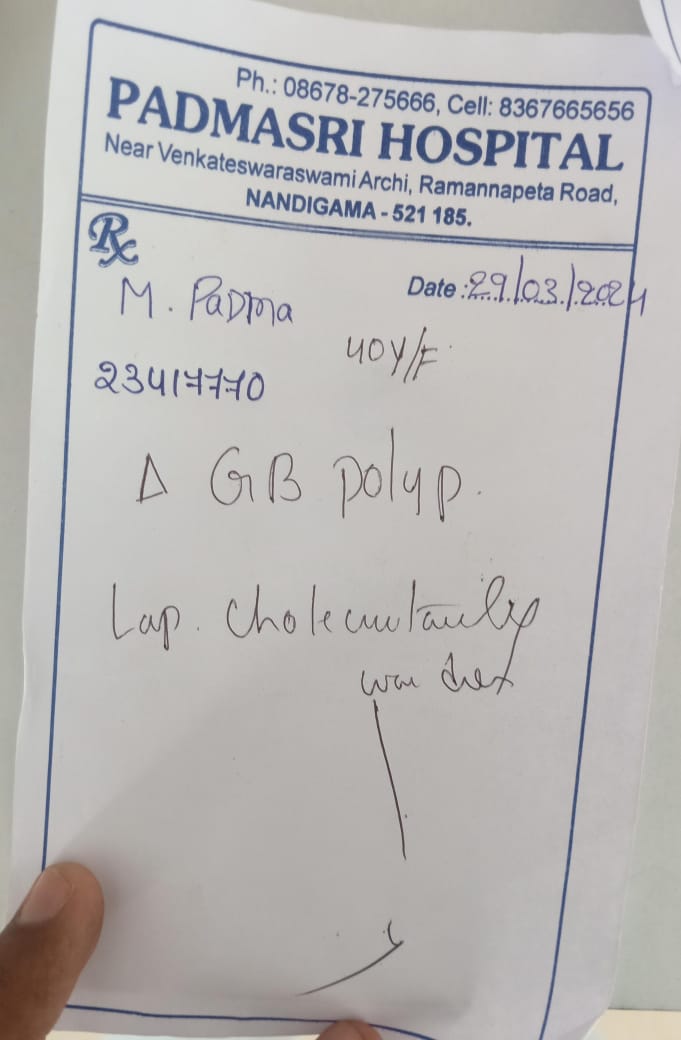 Ph.: 08678-275666, Cell: 8367665656
PADMASRI HOSPITAL
Near Venkateswaraswami Archi, Ramannapeta Road,
NANDIGAMA - 521 185.
Rx
Date : 29/03/2024
M. Padma
40Y/F
23417770
Δ GB polyp.
Lap.